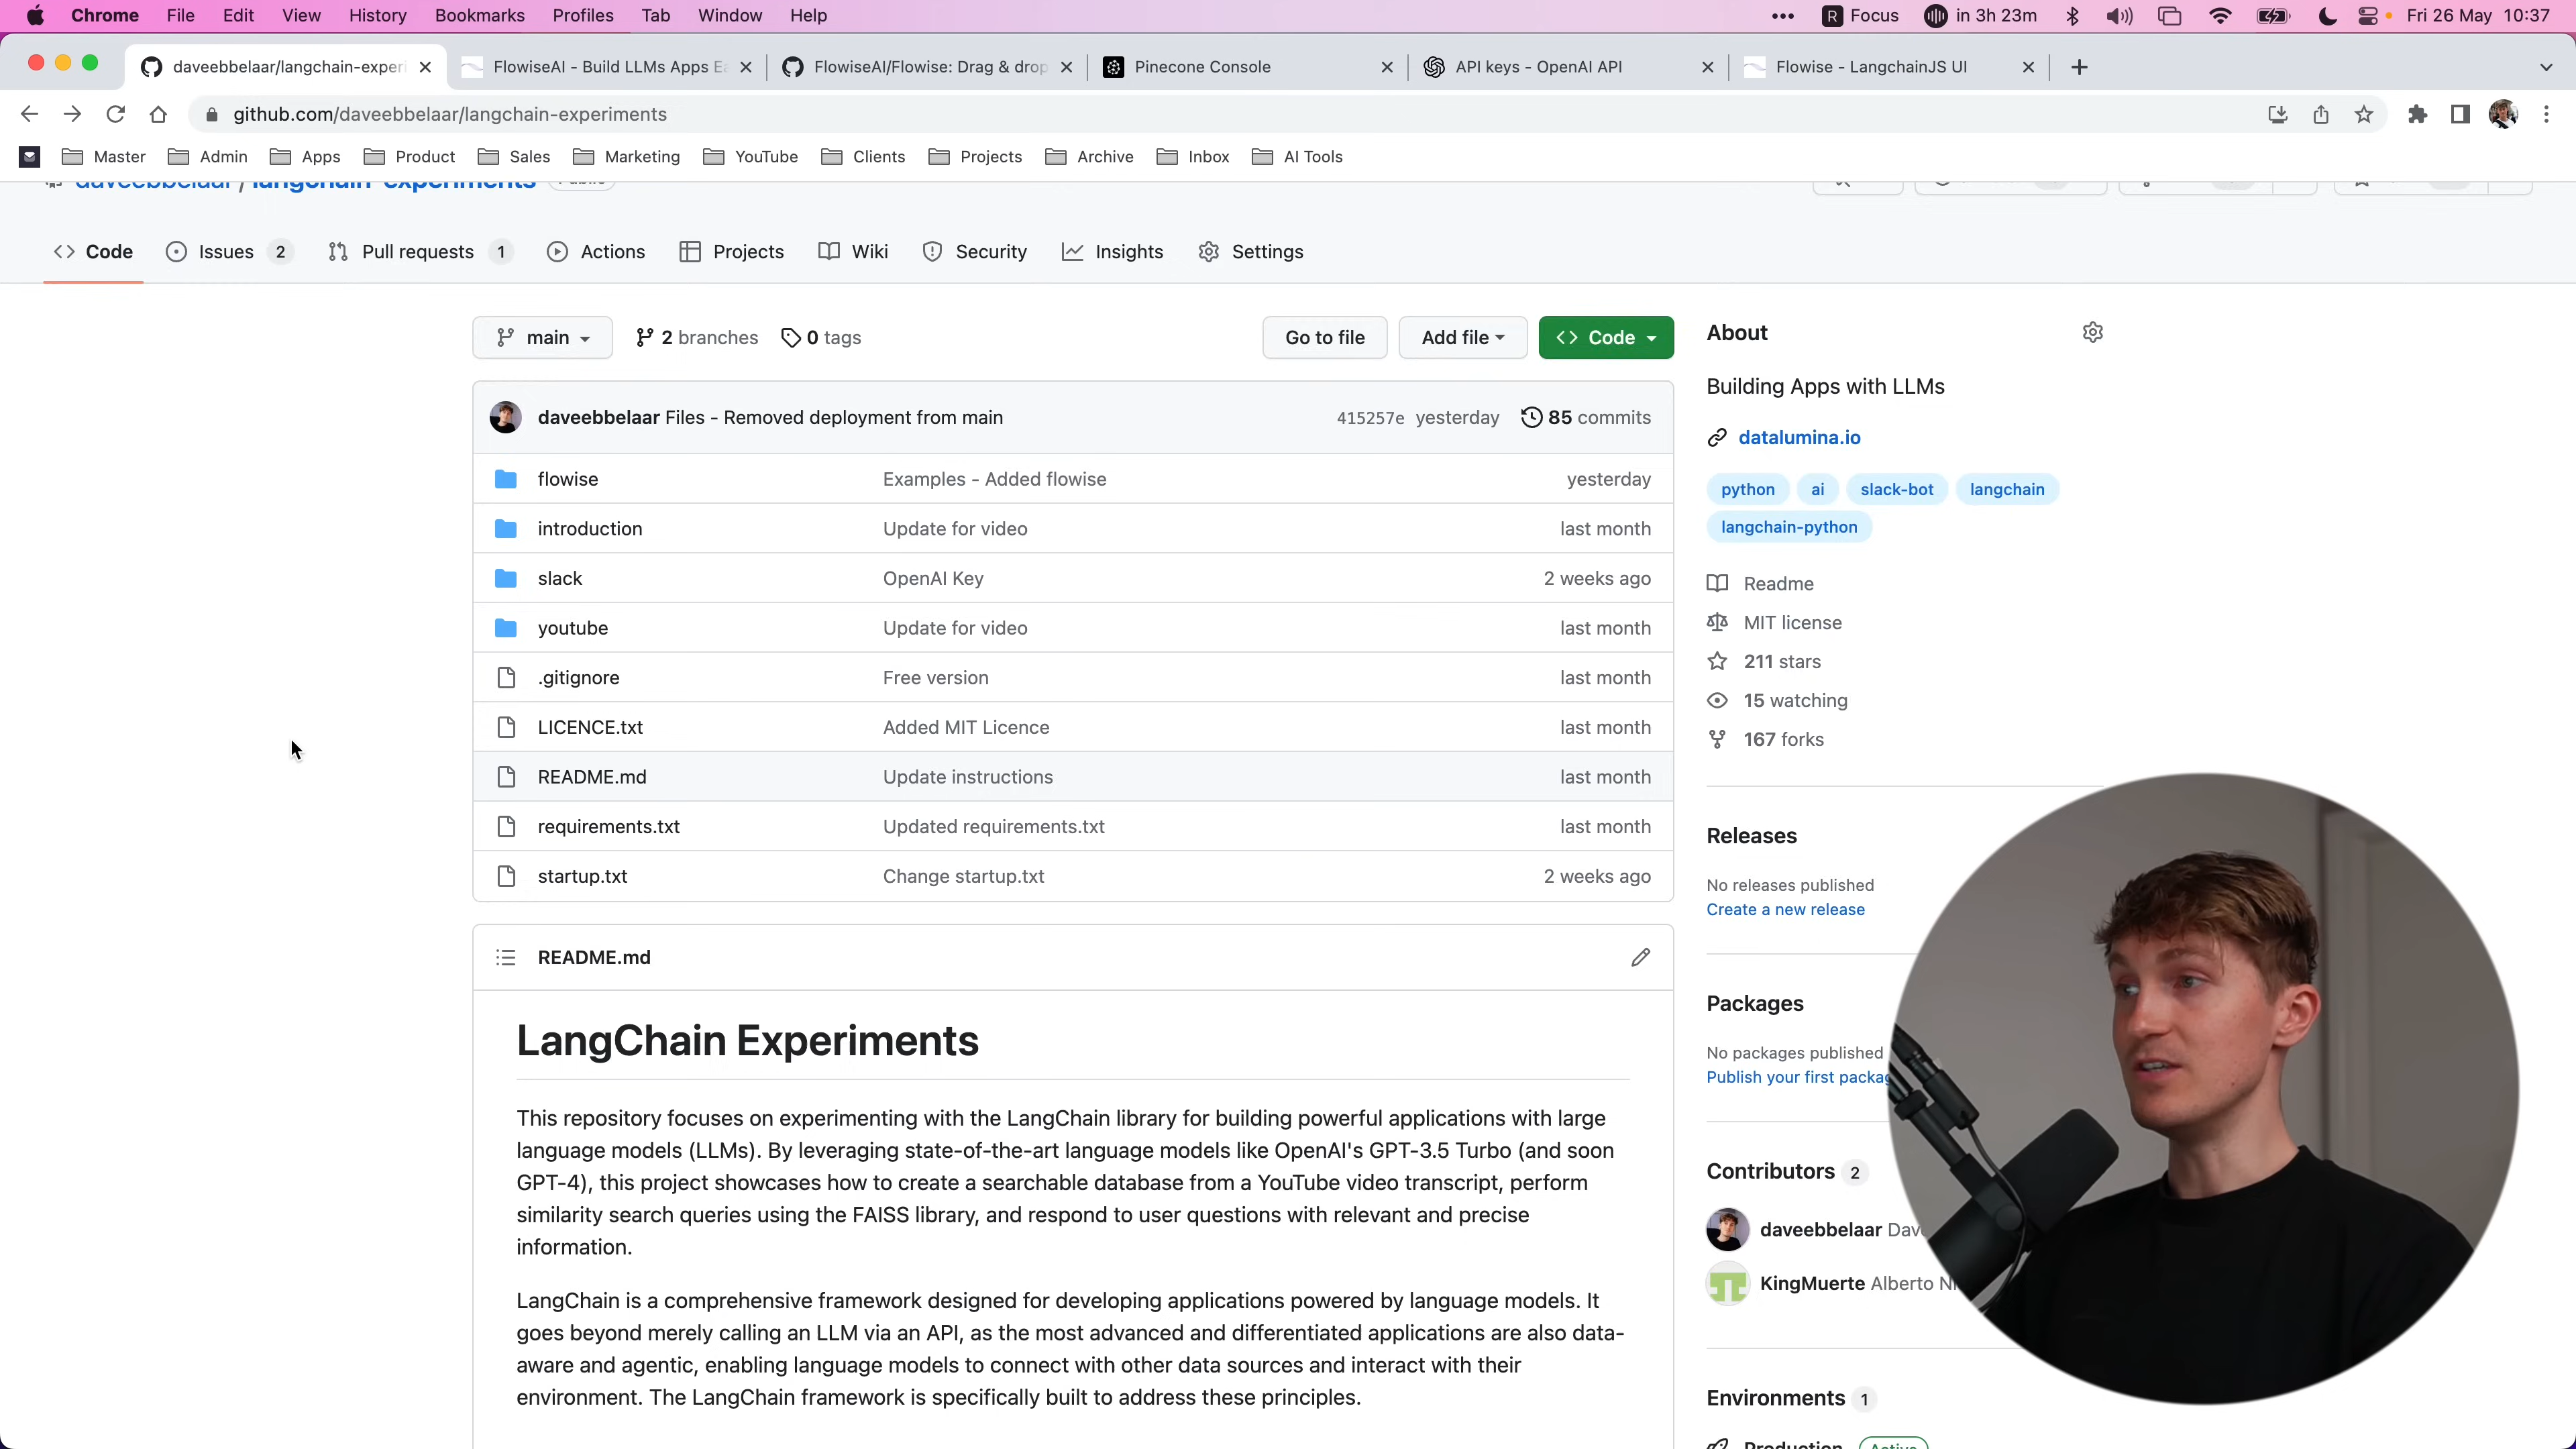 Chrome File Edit View History Bookmarks Profiles Tab Window Help
••• R Focus in 3h 23m Fri 26 May 10:37
daveebbelaar/langchain-experi
FlowiseAI - Build LLMs Apps Ea
FlowiseAI/Flowise: Drag & drop
Pinecone Console
API keys - OpenAI API
Flowise - LangchainJS UI
github.com/daveebbelaar/langchain-experiments
Master Admin Apps Product Sales Marketing YouTube Clients Projects Archive Inbox AI Tools
daveebbelaar / langchain-experiments Public
Code Issues 2 Pull requests 1 Actions Projects Wiki Security Insights Settings
main 2 branches 0 tags
Go to file Add file Code
daveebbelaar Files - Removed deployment from main 415257e yesterday 85 commits
flowise Examples - Added flowise yesterday
introduction Update for video last month
slack OpenAI Key 2 weeks ago
youtube Update for video last month
.gitignore Free version last month
LICENCE.txt Added MIT Licence last month
README.md Update instructions last month
requirements.txt Updated requirements.txt last month
startup.txt Change startup.txt 2 weeks ago
README.md
LangChain Experiments
This repository focuses on experimenting with the LangChain library for building powerful applications with large
language models (LLMs). By leveraging state-of-the-art language models like OpenAI's GPT-3.5 Turbo (and soon
GPT-4), this project showcases how to create a searchable database from a YouTube video transcript, perform
similarity search queries using the FAISS library, and respond to user questions with relevant and precise
information.
LangChain is a comprehensive framework designed for developing applications powered by language models. It
goes beyond merely calling an LLM via an API, as the most advanced and differentiated applications are also data-
aware and agentic, enabling language models to connect with other data sources and interact with their
environment. The LangChain framework is specifically built to address these principles.
About
Building Apps with LLMs
datalumina.io
python ai slack-bot langchain
langchain-python
Readme
MIT license
211 stars
15 watching
167 forks
Releases
No releases published
Create a new release
Packages
No packages published
Publish your first packag
Contributors 2
daveebbelaar Dav
KingMuerte Alberto Ni
Environments 1
Production Active